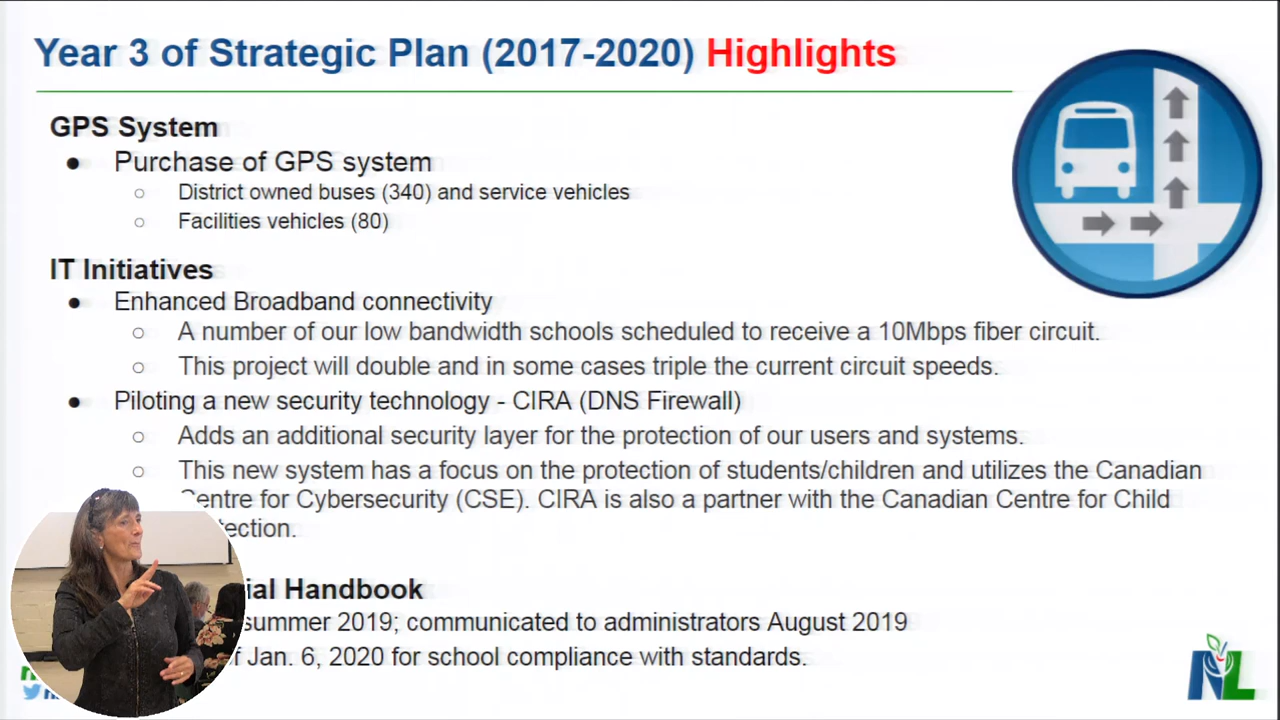 Year 3 of Strategic Plan (2017-2020) Highlights
GPS System
● Purchase of GPS system
○ District owned buses (340) and service vehicles
○ Facilities vehicles (80)
IT Initiatives
● Enhanced Broadband connectivity
○ A number of our low bandwidth schools scheduled to receive a 10Mbps fiber circuit.
○ This project will double and in some cases triple the current circuit speeds.
● Piloting a new security technology - CIRA (DNS Firewall)
○ Adds an additional security layer for the protection of our users and systems.
○ This new system has a focus on the protection of students/children and utilizes the Canadian
Centre for Cybersecurity (CSE). CIRA is also a partner with the Canadian Centre for Child
Handbook
summer 2019; communicated to administrators August 2019
Jan. 6, 2020 for school compliance with standards.
NL